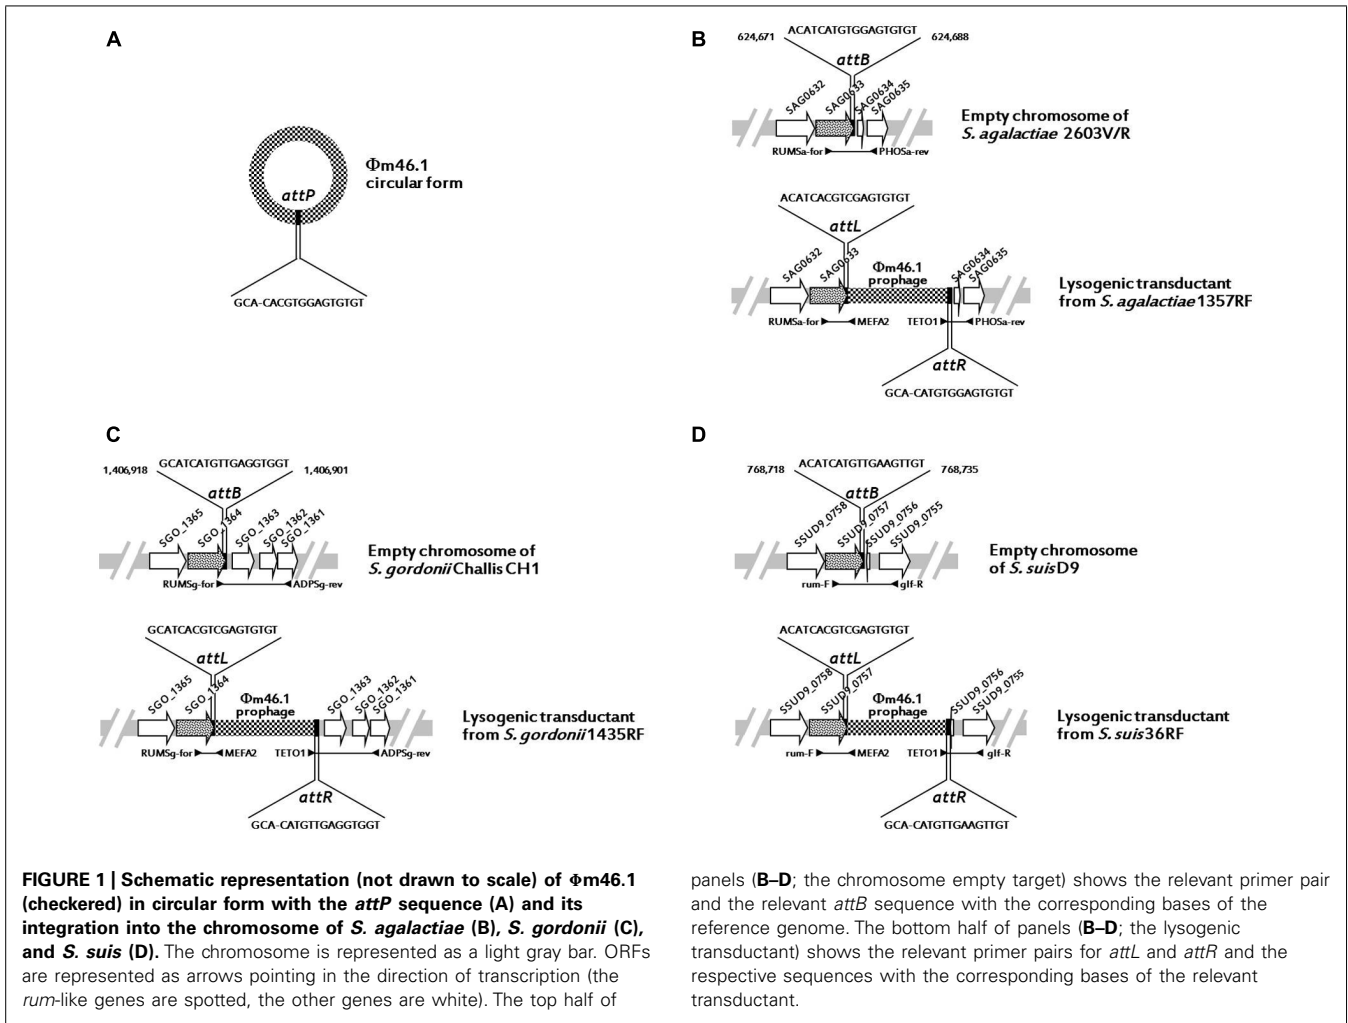 A
Φm46.1
circular form
attP
GCA-CACGTGGAGTGTGT
B
ACATCATGTGGAGTGTGT
624,671
624,688
attB
SAG0632
SAG0633
SAG0634
SAG0635
Empty chromosome of
S. agalactiae 2603V/R
RUMSa-for
PHOSa-rev
ACATCACGTCGAGTGTGT
attL
SAG0632
SAG0633
SAG0634
SAG0635
Φm46.1
prophage
Lysogenic transductant
from S. agalactiae 1357RF
RUMSa-for
MEFA2
TETO1
PHOSa-rev
attR
GCA-CATGTGGAGTGTGT
C
GCATCATGTTGAGGTGGT
1,406,918
1,406,901
attB
SGO_1365
SGO_1364
SGO_1363
SGO_1362
SGO_1361
Empty chromosome of
S. gordonii Challis CH1
RUMSg-for
ADPSg-rev
GCATCACGTCGAGTGTGT
attL
SGO_1365
SGO_1364
SGO_1363
SGO_1362
SGO_1361
Φm46.1
prophage
Lysogenic transductant
from S. gordonii 1435RF
RUMSg-for
MEFA2
TETO1
ADPSg-rev
attR
GCA-CATGTTGAGGTGGT
D
ACATCATGTTGAAGTTGT
768,718
768,735
attB
SSUD9_0758
SSUD9_0757
SSUD9_0756
SSUD9_0755
Empty chromosome
of S. suis D9
rum-F
glf-R
ACATCACGTCGAGTGTGT
attL
SSUD9_0758
SSUD9_0757
SSUD9_0756
SSUD9_0755
Φm46.1
prophage
Lysogenic transductant
from S. suis 36RF
rum-F
MEFA2
TETO1
glf-R
attR
GCA-CATGTTGAAGTTGT
FIGURE 1 | Schematic representation (not drawn to scale) of Φm46.1
(checkered) in circular form with the attP sequence (A) and its
integration into the chromosome of S. agalactiae (B), S. gordonii (C),
and S. suis (D). The chromosome is represented as a light gray bar. ORFs
are represented as arrows pointing in the direction of transcription (the
rum-like genes are spotted, the other genes are white). The top half of
panels (B–D; the chromosome empty target) shows the relevant primer pair
and the relevant attB sequence with the corresponding bases of the
reference genome. The bottom half of panels (B–D; the lysogenic
transductant) shows the relevant primer pairs for attL and attR and the
respective sequences with the corresponding bases of the relevant
transductant.